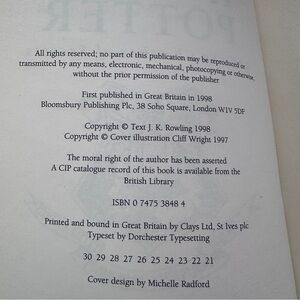 All rights reserved; no part of this publication may be reproduced or
transmitted by any means, electronic, mechanical, photocopying or otherwise,
without the prior permission of the publisher
First published in Great Britain in 1998
Bloomsbury Publishing Plc, 38 Soho Square, London W1V 5DF
Copyright © Text J. K. Rowling 1998
Copyright © Cover illustration Cliff Wright 1997
The moral right of the author has been asserted
A CIP catalogue record of this book is available from the
British Library
ISBN 0 7475 3848 4
Printed and bound in Great Britain by Clays Ltd, St Ives plc
Typeset by Dorchester Typesetting
30 29 28 27 26 25 24 23 22 21
Cover design by Michelle Radford